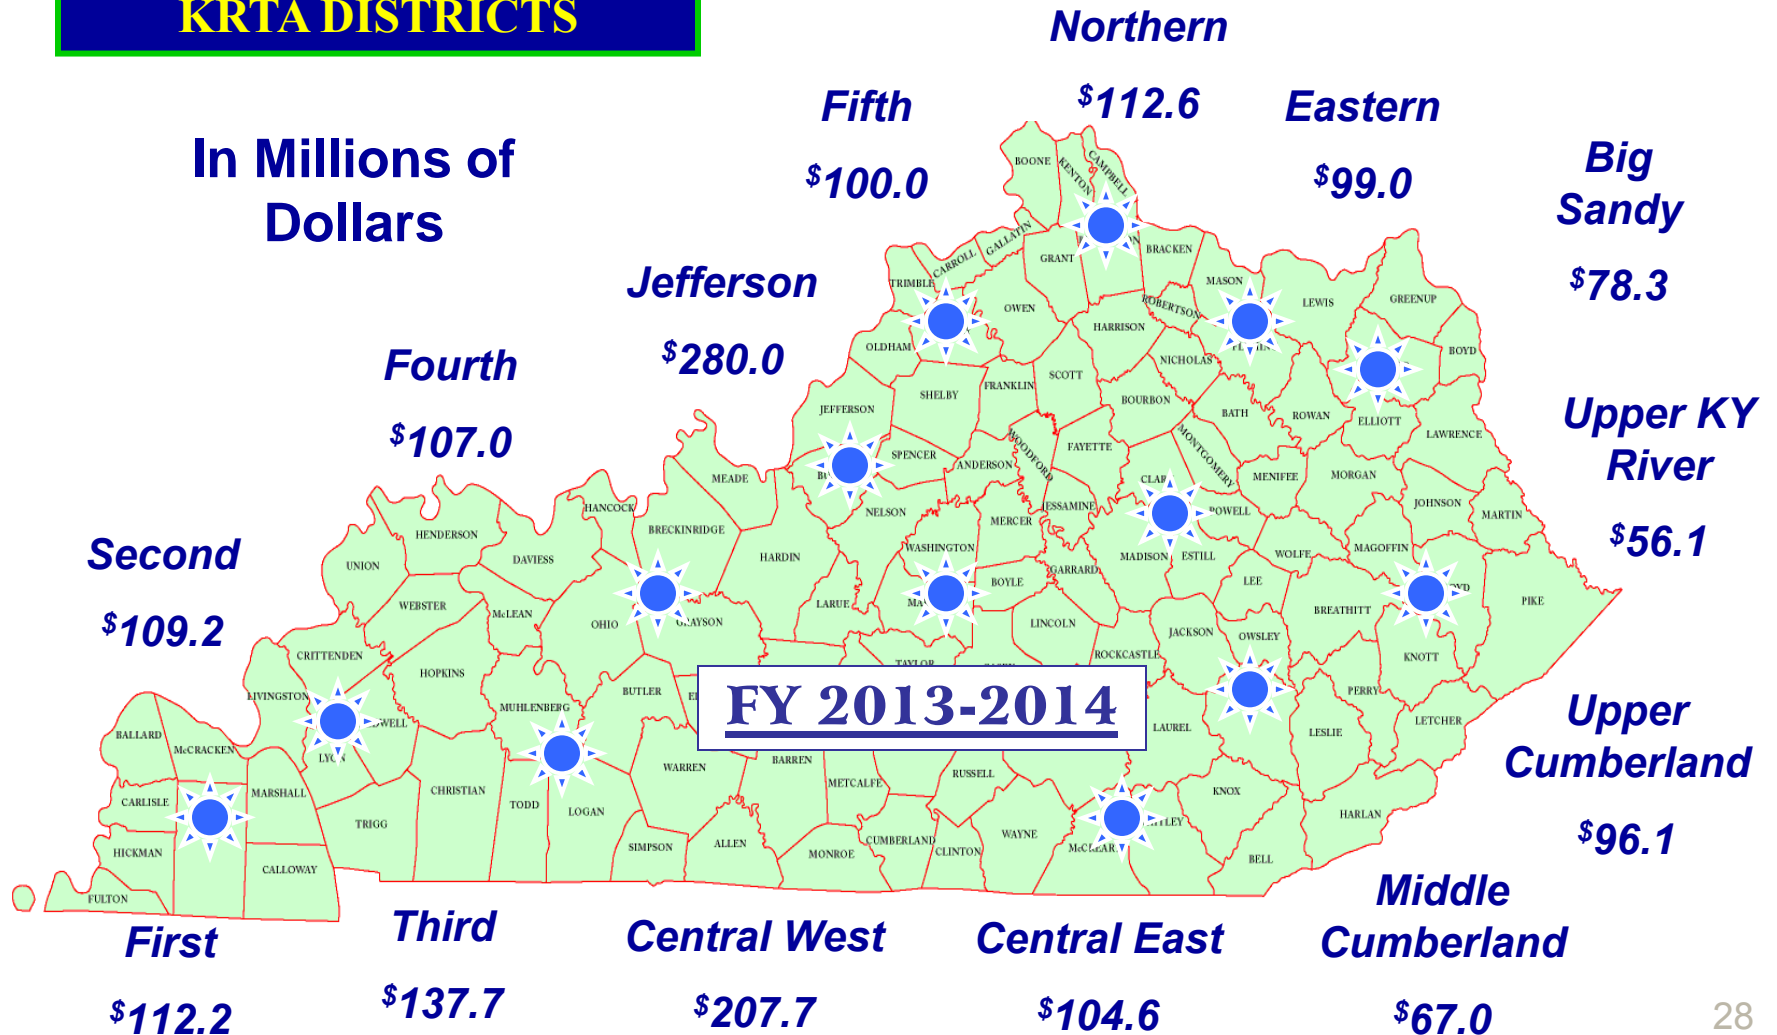 KRTA DISTRICTS
In Millions of
Dollars
Northern
$112.6
Fifth
$100.0
Eastern
$99.0
Big
Sandy
$78.3
Jefferson
$280.0
Fourth
$107.0
Upper KY
River
$56.1
Second
$109.2
Upper
Cumberland
$96.1
First
$112.2
Third
$137.7
Central West
$207.7
Central East
$104.6
Middle
Cumberland
$67.0
FY 2013-2014
BOONE
KENTON
CAMPBELL
GALLATIN
CARROLL
TRIMBLE
GRANT
BRACKEN
MASON
ROBERTSON
LEWIS
GREENUP
OWEN
HARRISON
OLDHAM
NICHOLAS
BOYD
SCOTT
FRANKLIN
SHELBY
BOURBON
BATH
ROWAN
ELLIOTT
LAWRENCE
JEFFERSON
SPENCER
ANDERSON
WOODFORD
FAYETTE
MONTGOMERY
MENIFEE
MORGAN
JOHNSON
MARTIN
MEADE
NELSON
MERCER
JESSAMINE
POWELL
HANCOCK
BRECKINRIDGE
HARDIN
WASHINGTON
BOYLE
GARRARD
MADISON
ESTILL
WOLFE
MAGOFFIN
HENDERSON
DAVIESS
UNION
WEBSTER
McLEAN
OHIO
GRAYSON
LARUE
LINCOLN
LEE
BREATHITT
PIKE
CRITTENDEN
HOPKINS
TAYLOR
ROCKCASTLE
JACKSON
OWSLEY
KNOTT
LIVINGSTON
MUHLENBERG
BUTLER
LAUREL
PERRY
LESLIE
LETCHER
BALLARD
McCRACKEN
LYON
WARREN
BARREN
METCALFE
RUSSELL
CARLISLE
MARSHALL
CHRISTIAN
TODD
LOGAN
KNOX
HARLAN
TRIGG
HICKMAN
CALLOWAY
SIMPSON
ALLEN
MONROE
CUMBERLAND
CLINTON
WAYNE
BELL
FULTON
28